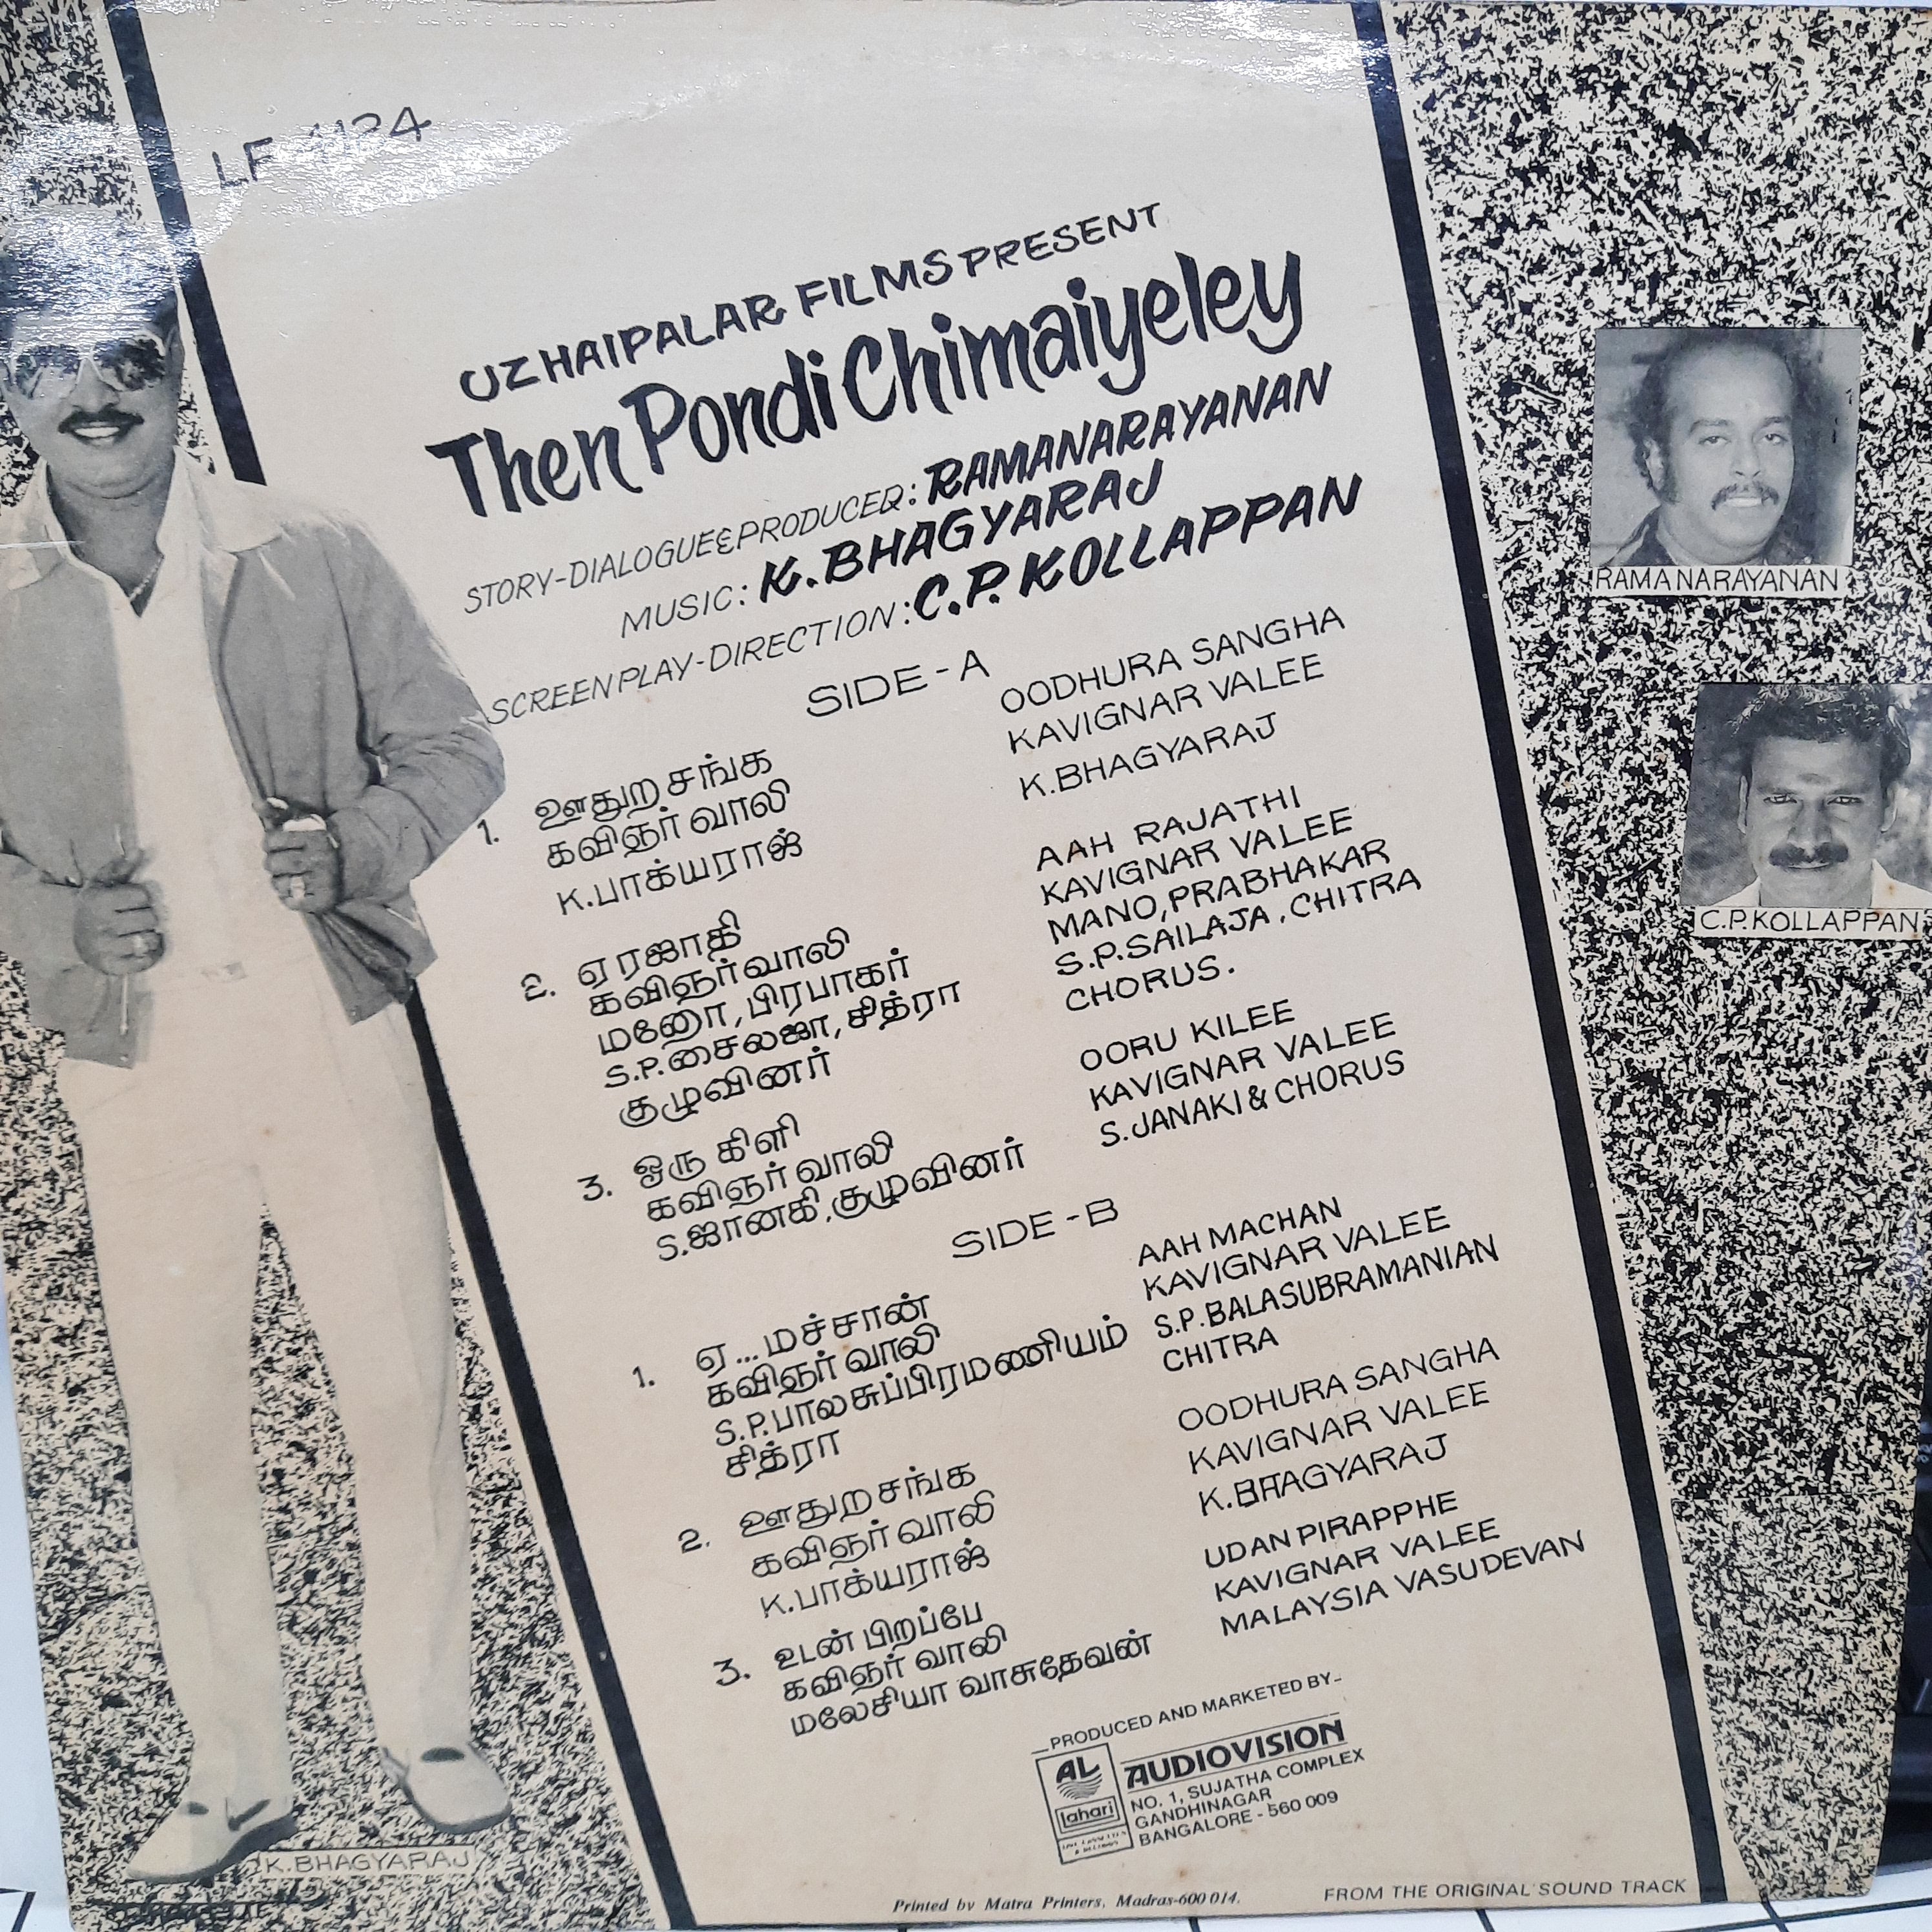 LF
UZHAIPALAR FILMS PRESENT
Then Pondi Chimaiyeley
STORY-DIALOGUE&PRODUCED: RAMANARAYANAN
MUSIC: K.BHAGYARAJ
SCREENPLAY-DIRECTION: C.P. KOLLAPPAN
SIDE-A
1. ஊதுற சங்க
கவிஞர் வாலி
K.பாக்யராஜ்
OODHURA SANGHA
KAVIGNAR VALEE
K.BHAGYARAJ
2. ஏ ரஜாதி
கவிஞர் வாலி
மனோ, பிரபாகர்
S.P.சைலஜா, சித்ரா
குழுவினர்
AAH RAJATHI
KAVIGNAR VALEE
MANO, PRABHAKAR
S.P.SAILAJA, CHITRA
CHORUS.
3. ஒரு கிளி
கவிஞர் வாலி
S.ஜானகி, குழுவினர்
OORU KILEE
KAVIGNAR VALEE
S.JANAKI & CHORUS
SIDE-B
1. ஏ... மச்சான்
கவிஞர் வாலி
S.P.பாலசுப்பிரமணியம்
சித்ரா
AAH MACHAN
KAVIGNAR VALEE
S.P.BALASUBRAMANIAN
CHITRA
2. ஊதுற சங்க
கவிஞர் வாலி
K.பாக்யராஜ்
OODHURA SANGHA
KAVIGNAR VALEE
K.BHAGYARAJ
3. உடன் பிறப்பே
கவிஞர் வாலி
மலேசியா வாசுதேவன்
UDAN PIRAPPHE
KAVIGNAR VALEE
MALAYSIA VASUDEVAN
RAMANARAYANAN
C.P.KOLLAPPAN
K.BHAGYARAJ
PRODUCED AND MARKETED BY-
AL
lahari
AUDIOVISION
NO. 1, SUJATHA COMPLEX
GANDHINAGAR
BANGALORE - 560 009
Printed by Matra Printers, Madras-600 014.
FROM THE ORIGINAL SOUND TRACK